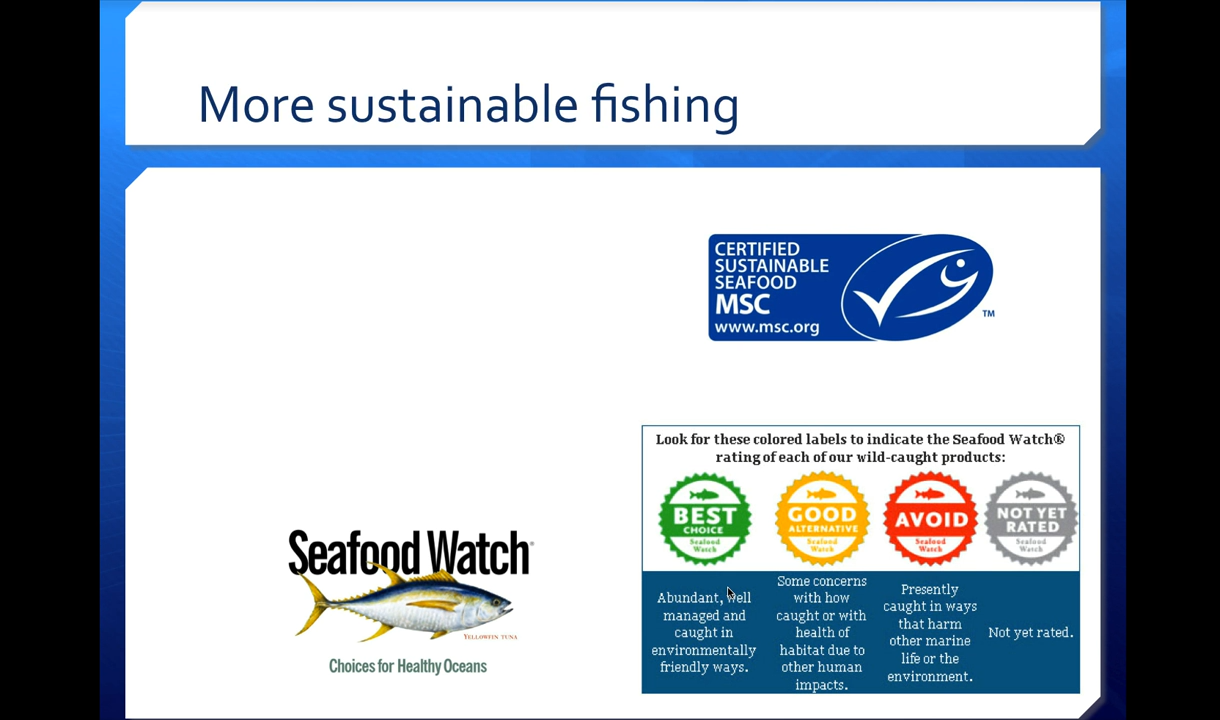 More sustainable fishing
CERTIFIED
SUSTAINABLE
SEAFOOD
MSC
www.msc.org
TM
Look for these colored labels to indicate the Seafood Watch®
rating of each of our wild-caught products:
BEST
CHOICE
Seafood
Watch
GOOD
ALTERNATIVE
Seafood
Watch
AVOID
Seafood
Watch
NOT YET
RATED
Seafood
Watch
Abundant, well
managed and
caught in
environmentally
friendly ways.
Some concerns
with how
caught or with
health of
habitat due to
other human
impacts.
Presently
caught in ways
that harm
other marine
life or the
environment.
Not yet rated.
Seafood Watch®
YELLOWFIN TUNA
Choices for Healthy Oceans